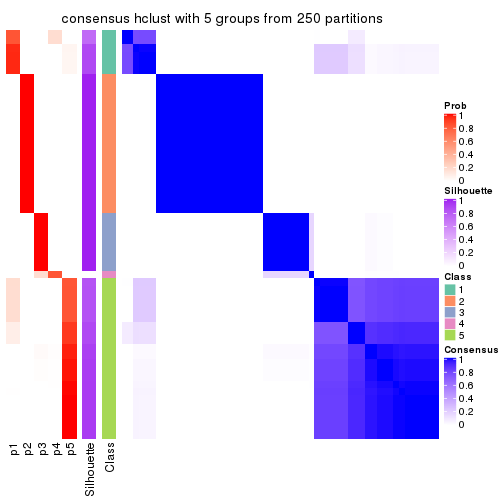 consensus hclust with 5 groups from 250 partitions
Prob
1
0.8
0.6
0.4
0.2
0
Silhouette
1
0.8
0.6
0.4
0.2
0
Class
1
2
3
4
5
Consensus
1
0.8
0.6
0.4
0.2
0
p1
p2
p3
p4
p5
Silhouette
Class